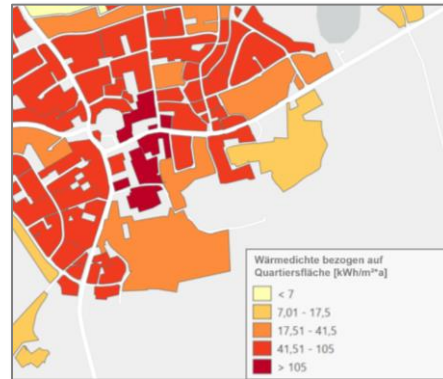 Wärmedichte bezogen auf
Quartiersfläche [kWh/m²*a]
< 7
7,01 - 17,5
17,51 - 41,5
41,51 - 105
> 105